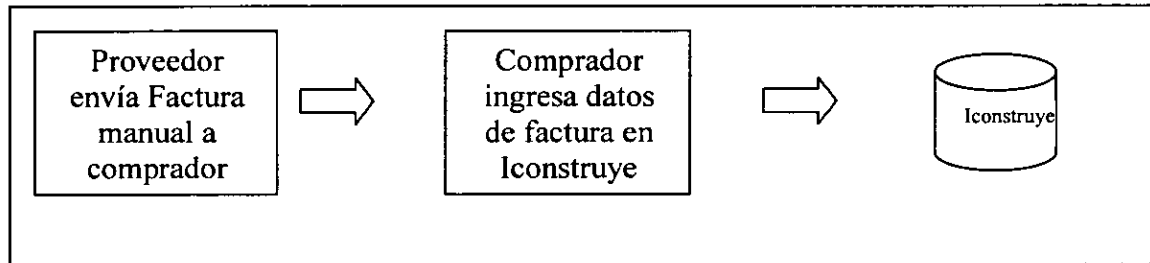 Proveedor
envía Factura
manual a
comprador
Comprador
ingresa datos
de factura en
Iconstruye
Iconstruye